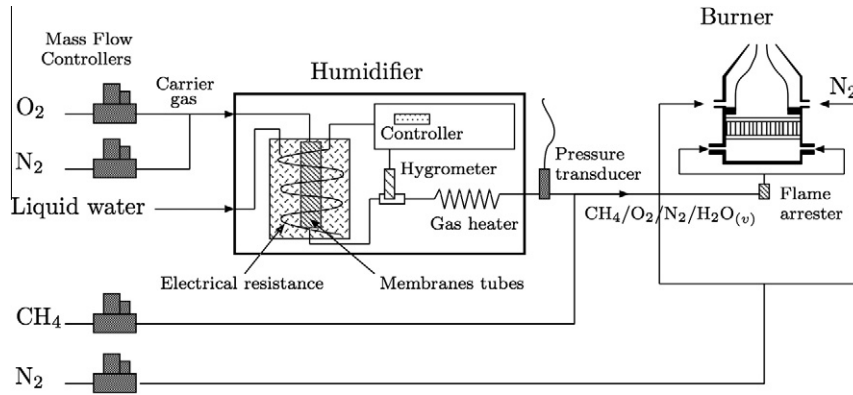 Burner
Mass Flow
Controllers
Humidifier
Carrier
gas
O₂
N₂
Controller
N₂
Hygrometer
Pressure
transducer
Liquid water
Gas heater
CH₄/O₂/N₂/H₂O₍ᵥ₎
Flame
arrester
Electrical resistance
Membranes tubes
CH₄
N₂